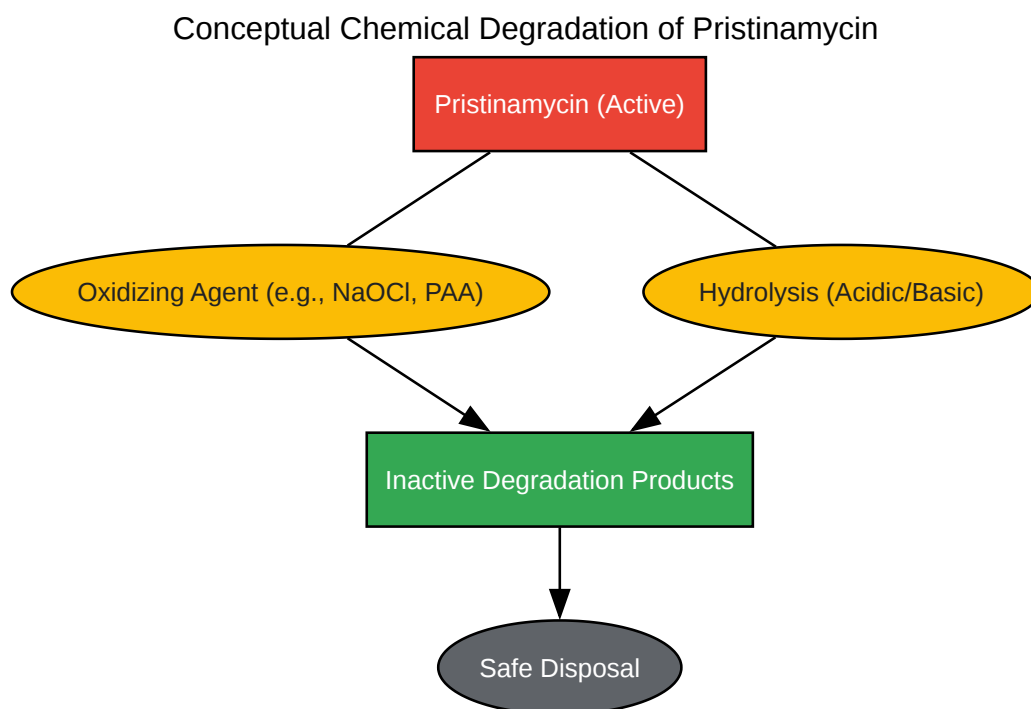 Conceptual Chemical Degradation of Pristinamycin
Pristinamycin (Active)
Oxidizing Agent (e.g., NaOCl, PAA)
Hydrolysis (Acidic/Basic)
Inactive Degradation Products
Safe Disposal